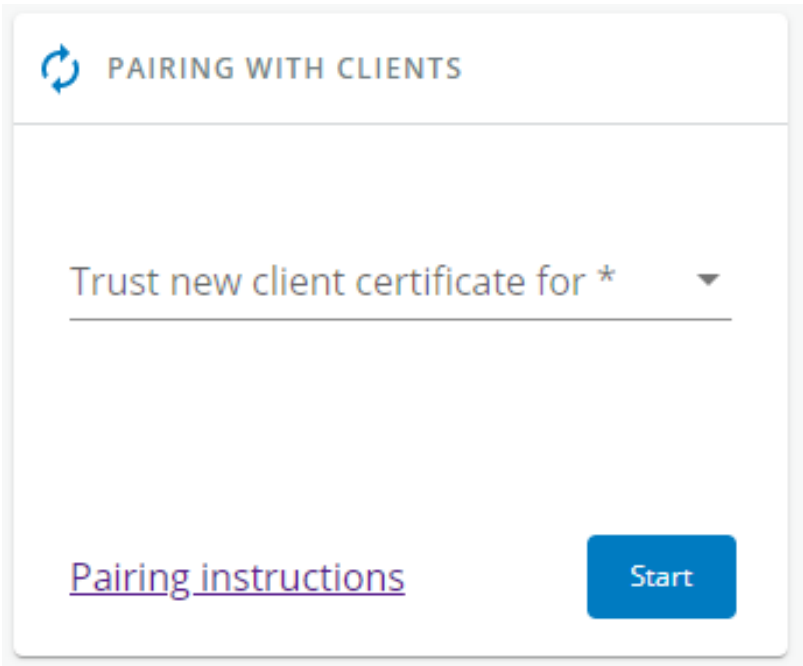 PAIRING WITH CLIENTS
Trust new client certificate for *
Pairing instructions
Start